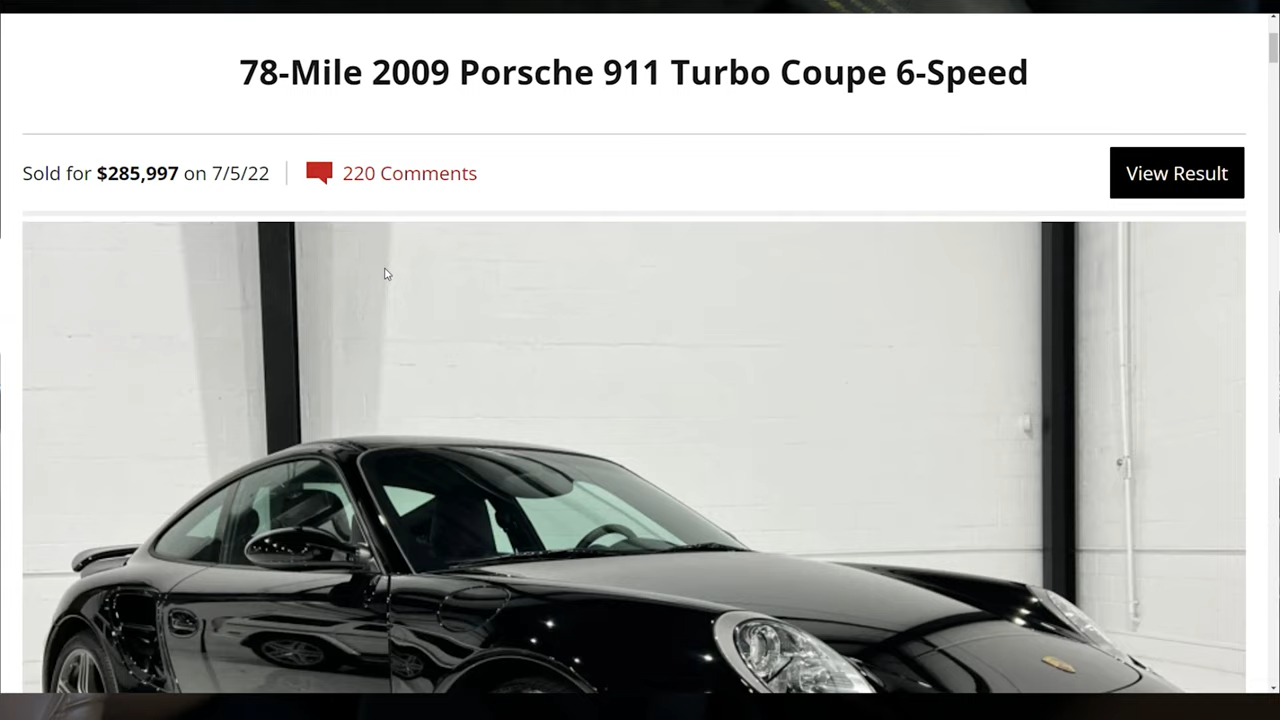 78-Mile 2009 Porsche 911 Turbo Coupe 6-Speed
Sold for $285,997 on 7/5/22
220 Comments
View Result